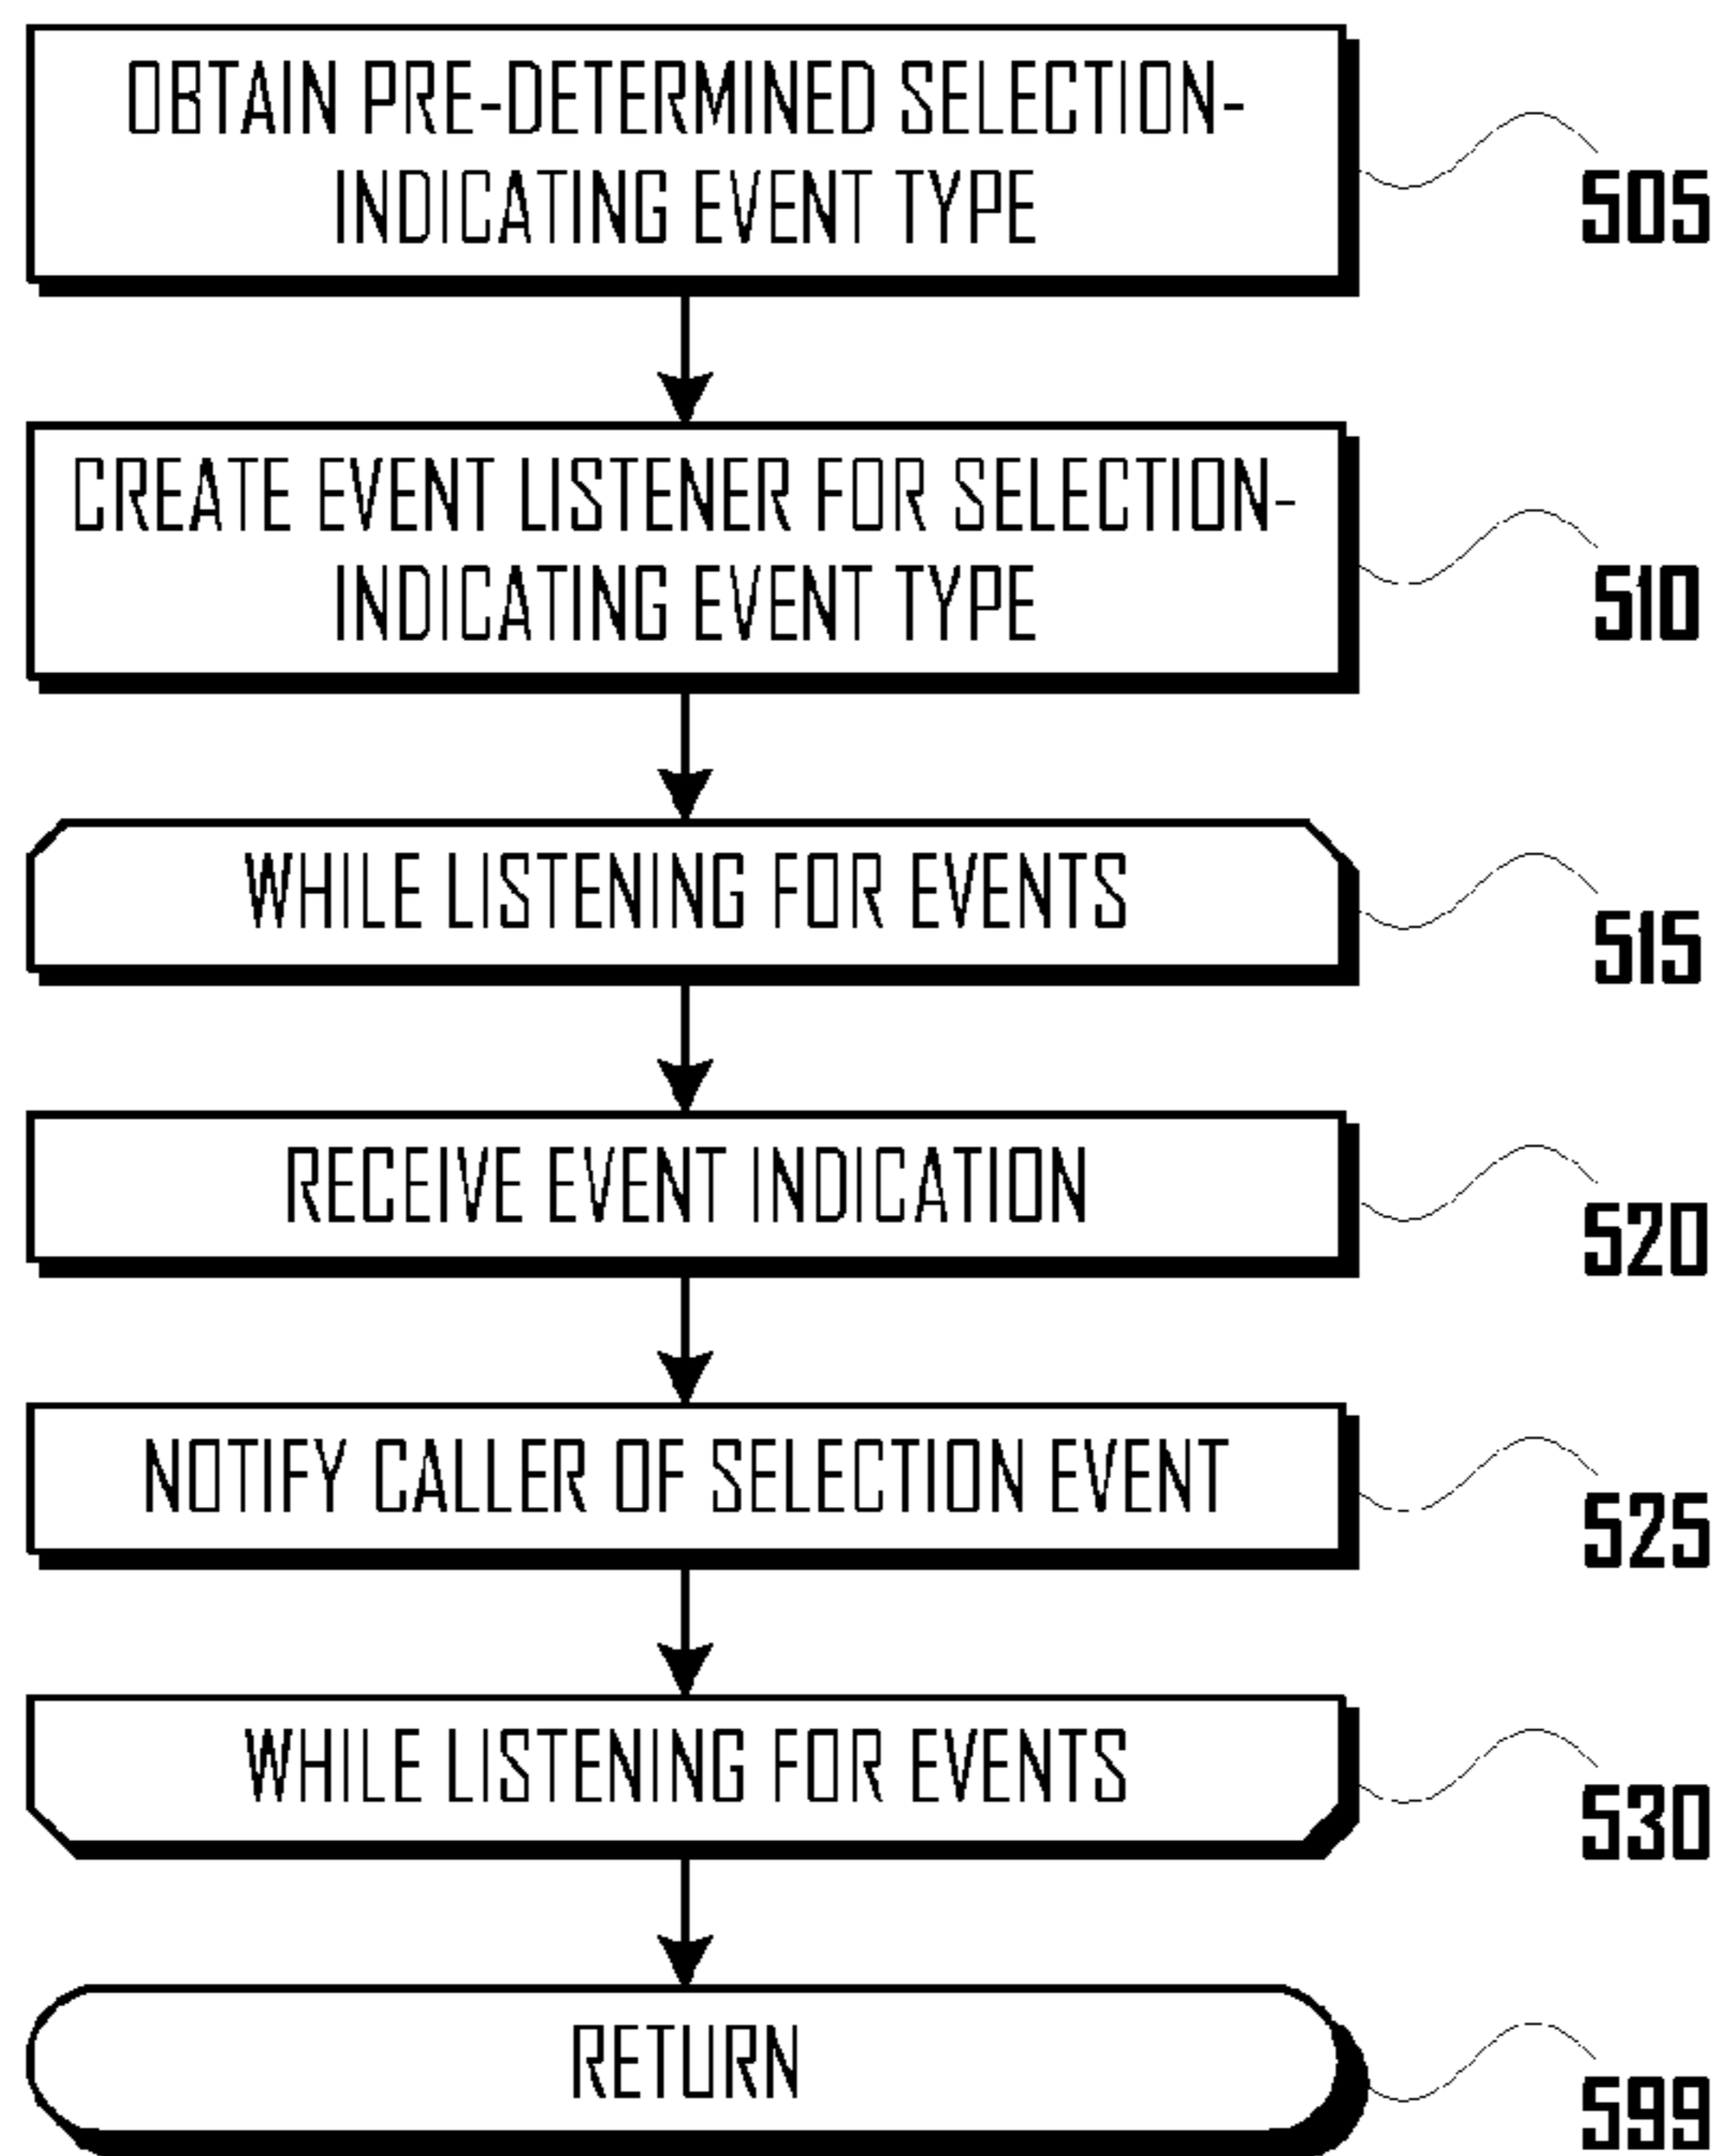 OBTAIN PRE-DETERMINED SELECTION-
INDICATING EVENT TYPE
505
CREATE EVENT LISTENER FOR SELECTION-
INDICATING EVENT TYPE
510
WHILE LISTENING FOR EVENTS
515
RECEIVE EVENT INDICATION
520
NOTIFY CALLER OF SELECTION EVENT
525
WHILE LISTENING FOR EVENTS
530
RETURN
599